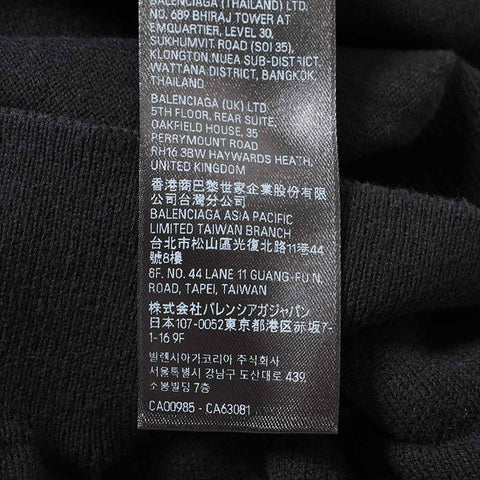 BALENCIAGA (THAILAND) LTD.
NO. 689 BHIRAJ TOWER AT
EMQUARTIER, LEVEL 30,
SUKHUMVIT ROAD (SOI 35),
KLONGTON NUEA SUB-DISTRICT,
WATTANA DISTRICT, BANGKOK,
THAILAND
BALENCIAGA (UK) LTD
5TH FLOOR, REAR SUITE,
OAKFIELD HOUSE, 35
PERRYMOUNT ROAD
RH16 3BW HAYWARDS HEATH,
UNITED KINGDOM
香港商巴黎世家企業股份有限
公司台灣分公司
BALENCIAGA ASIA PACIFIC
LIMITED TAIWAN BRANCH
台北市松山區光復北路11巷44
號8樓
8F. NO. 44 LANE 11 GUANG-FU N.
ROAD, TAIPEI, TAIWAN
株式会社バレンシアガジャパン
日本107-0052東京都港区赤坂7-
1-16 9F
발렌시아가코리아 주식회사
서울특별시 강남구 도산대로 439,
소봉빌딩 7층
CA00985 - CA63081